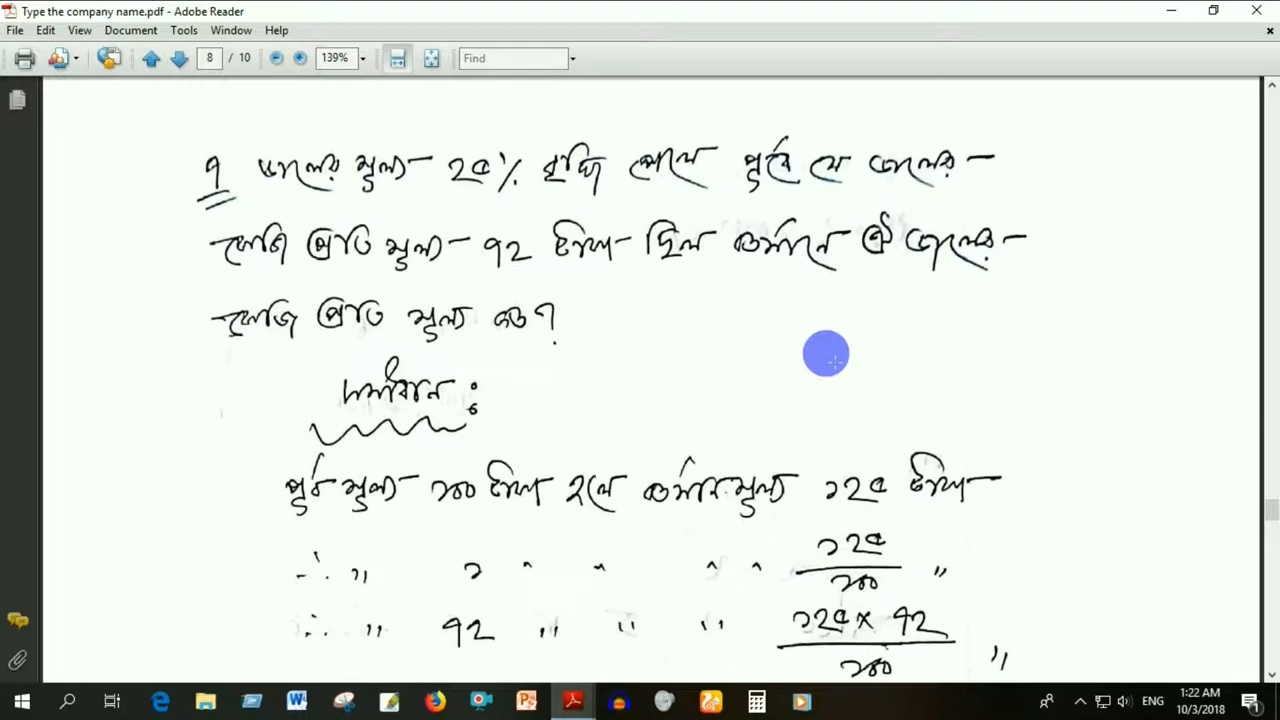 Type the company name.pdf - Adobe Reader
File Edit View Document Tools Window Help
8 / 10 139% Find
৭ ডালের মূল্য ২৫% বৃদ্ধি পেলে পূর্বে যে ডালের
কেজি প্রতি মূল্য ৭২ টাকা ছিল বর্তমানে ঐ ডালের
কেজি প্রতি মূল্য কত?
সমাধান :
পূর্ব মূল্য ১০০ টাকা হলে বর্তমান মূল্য ১২৫ টাকা
১২৫
∴ " ১ " " " " ১০০ "
১২৫ × ৭২
∴ " ৭২ " " " ১০০ "
ENG
1:22 AM
10/3/2018